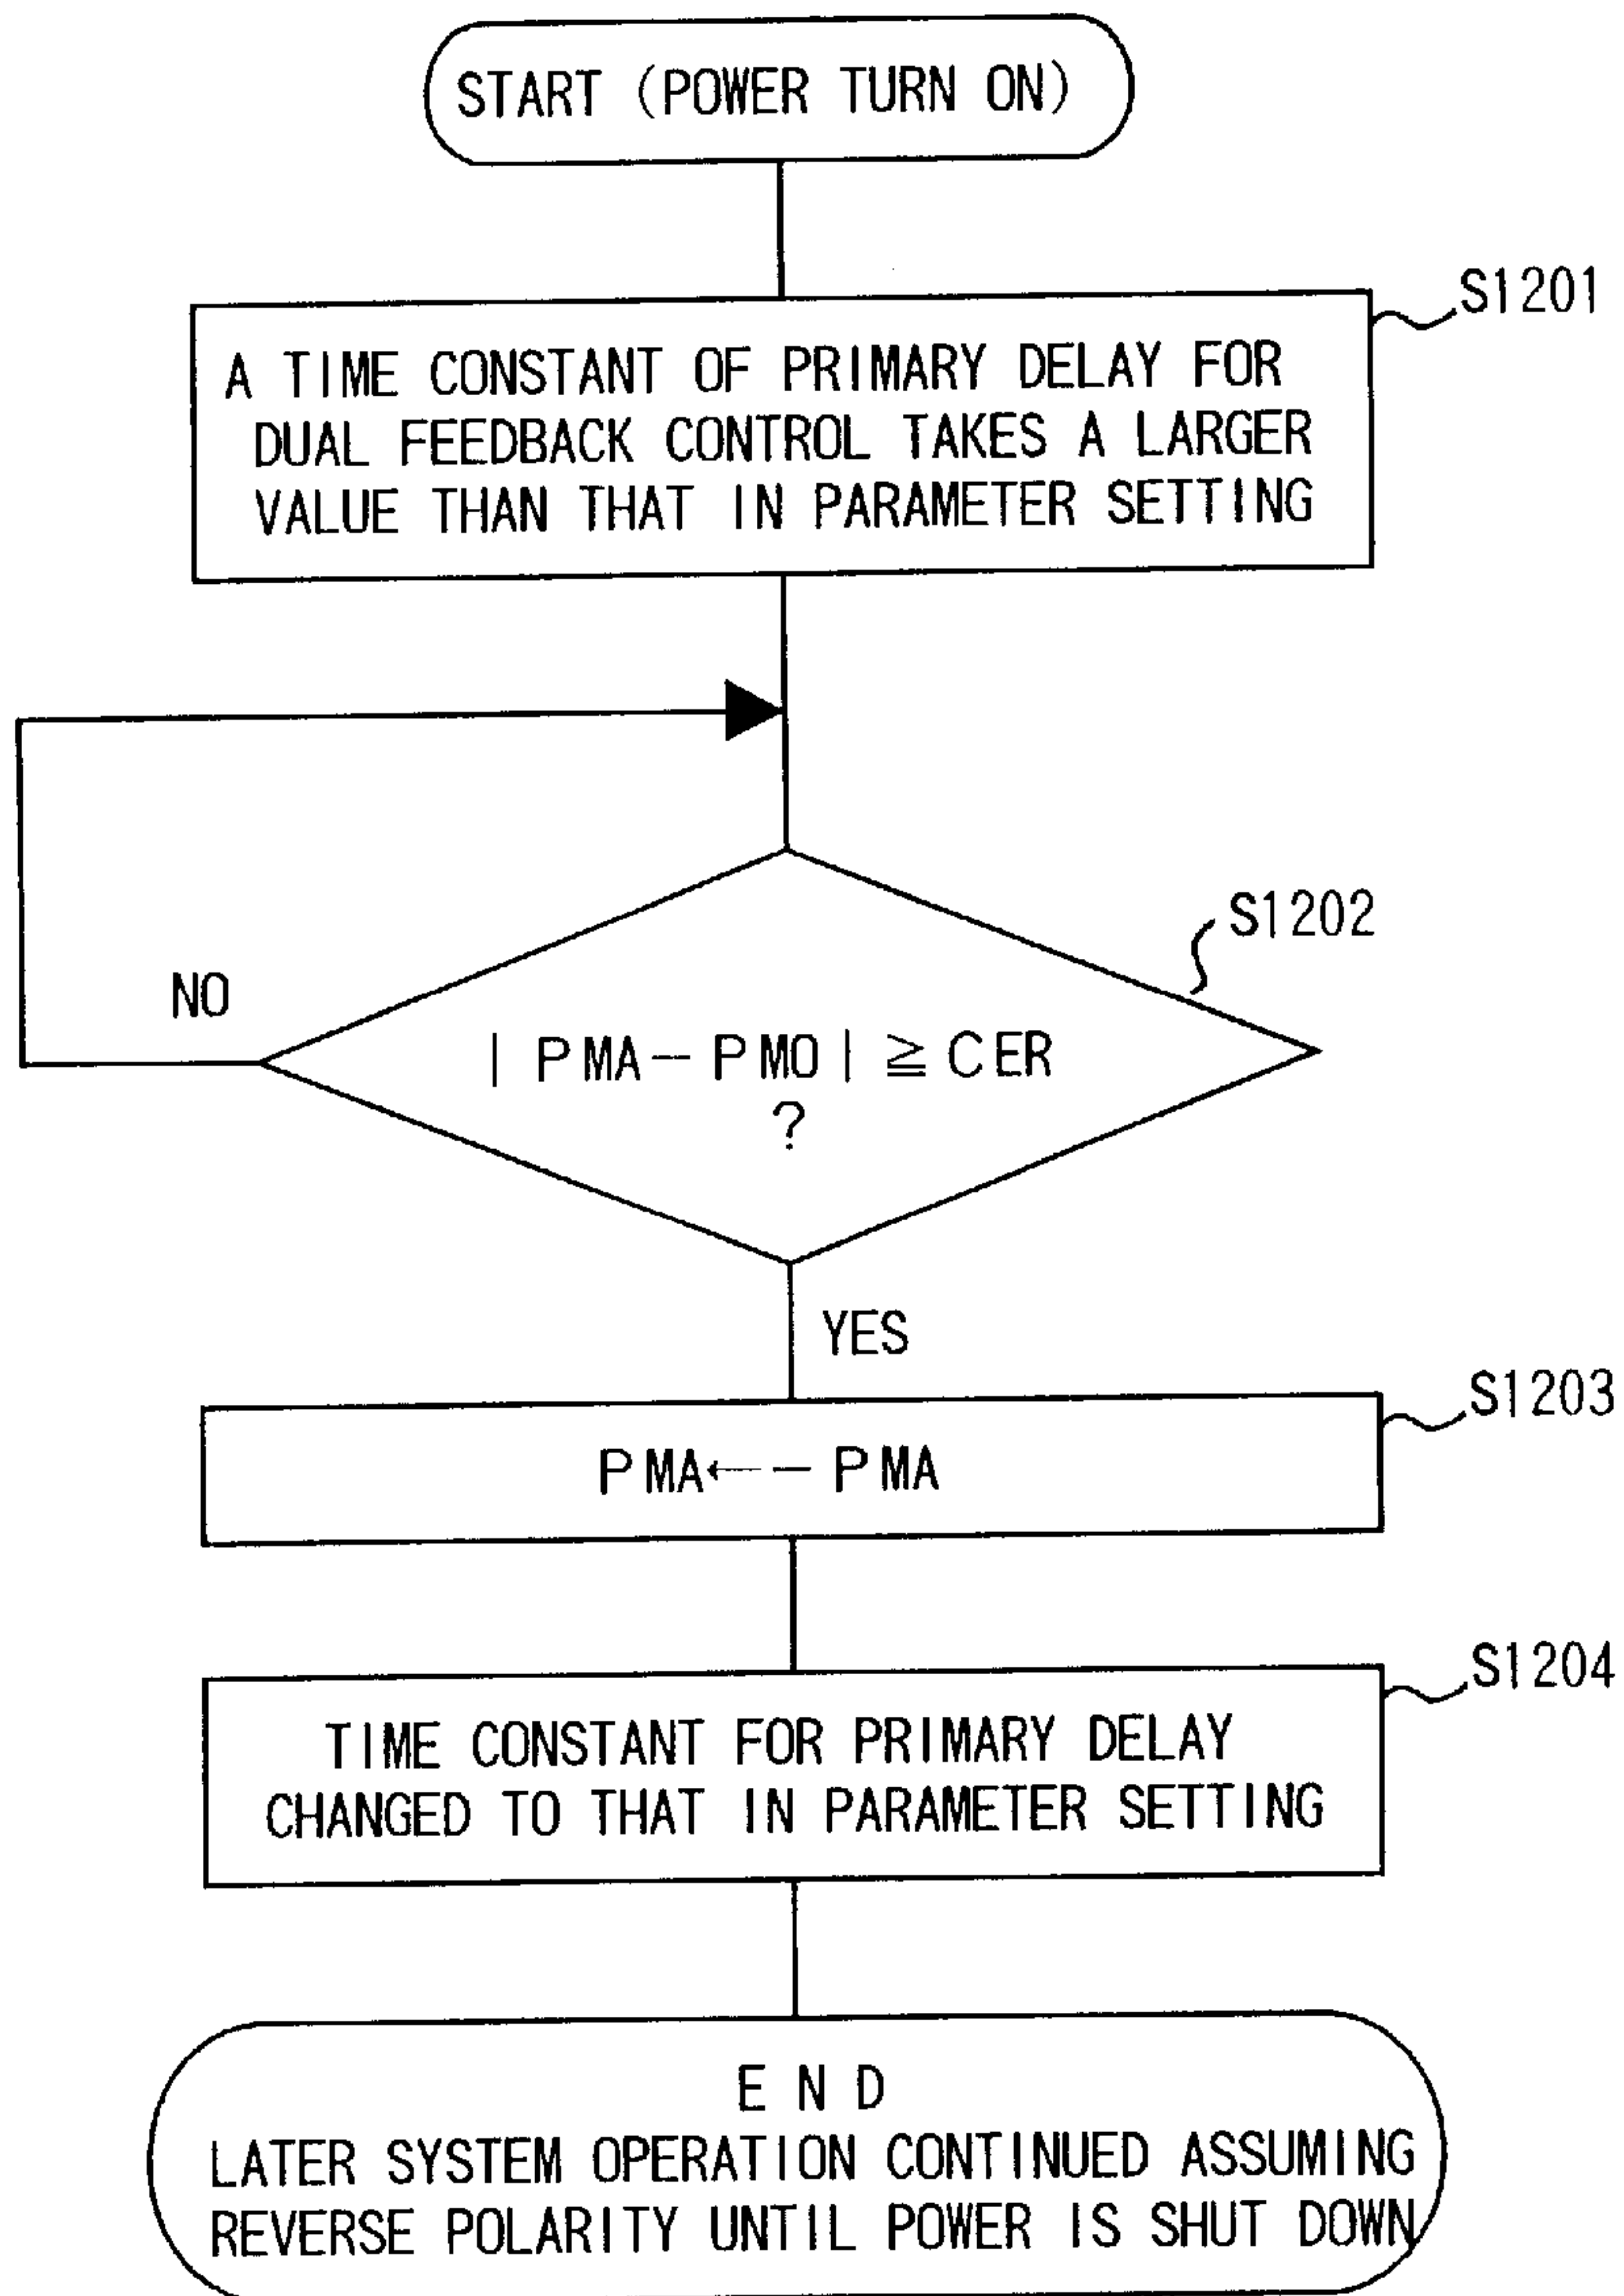 START (POWER TURN ON)
S1201
A TIME CONSTANT OF PRIMARY DELAY FOR
DUAL FEEDBACK CONTROL TAKES A LARGER
VALUE THAN THAT IN PARAMETER SETTING
S1202
NO
| PMA− PMO | ≧ CER
?
YES
S1203
PMA←− PMA
S1204
TIME CONSTANT FOR PRIMARY DELAY
CHANGED TO THAT IN PARAMETER SETTING
END
LATER SYSTEM OPERATION CONTINUED ASSUMING
REVERSE POLARITY UNTIL POWER IS SHUT DOWN